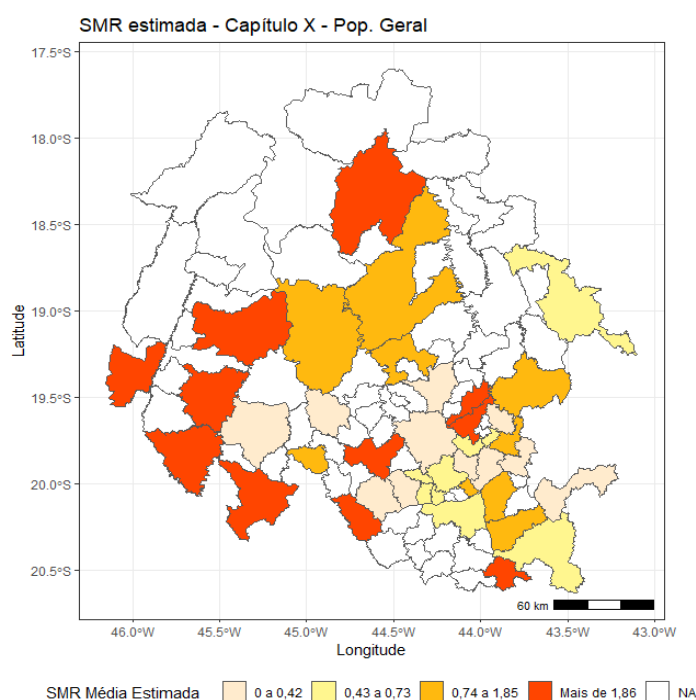 SMR estimada - Capítulo X - Pop. Geral
17.5°S
18.0°S
18.5°S
19.0°S
19.5°S
20.0°S
20.5°S
Latitude
60 km
46.0°W 45.5°W 45.0°W 44.5°W 44.0°W 43.5°W 43.0°W
Longitude
SMR Média Estimada 0 a 0,42 0,43 a 0,73 0,74 a 1,85 Mais de 1,86 NA